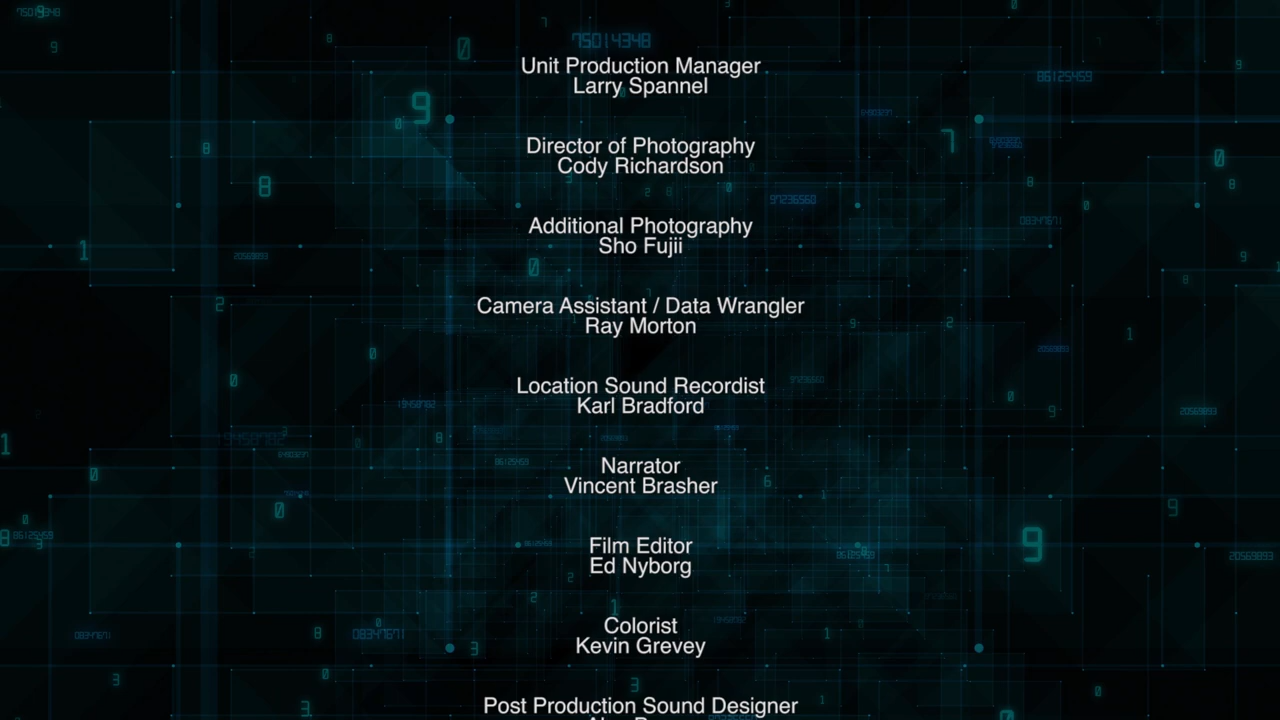 75014348
Unit Production Manager
Larry Spannel
Director of Photography
Cody Richardson
Additional Photography
Sho Fujii
Camera Assistant / Data Wrangler
Ray Morton
Location Sound Recordist
Karl Bradford
Narrator
Vincent Brasher
Film Editor
Ed Nyborg
Colorist
Kevin Grevey
Post Production Sound Designer